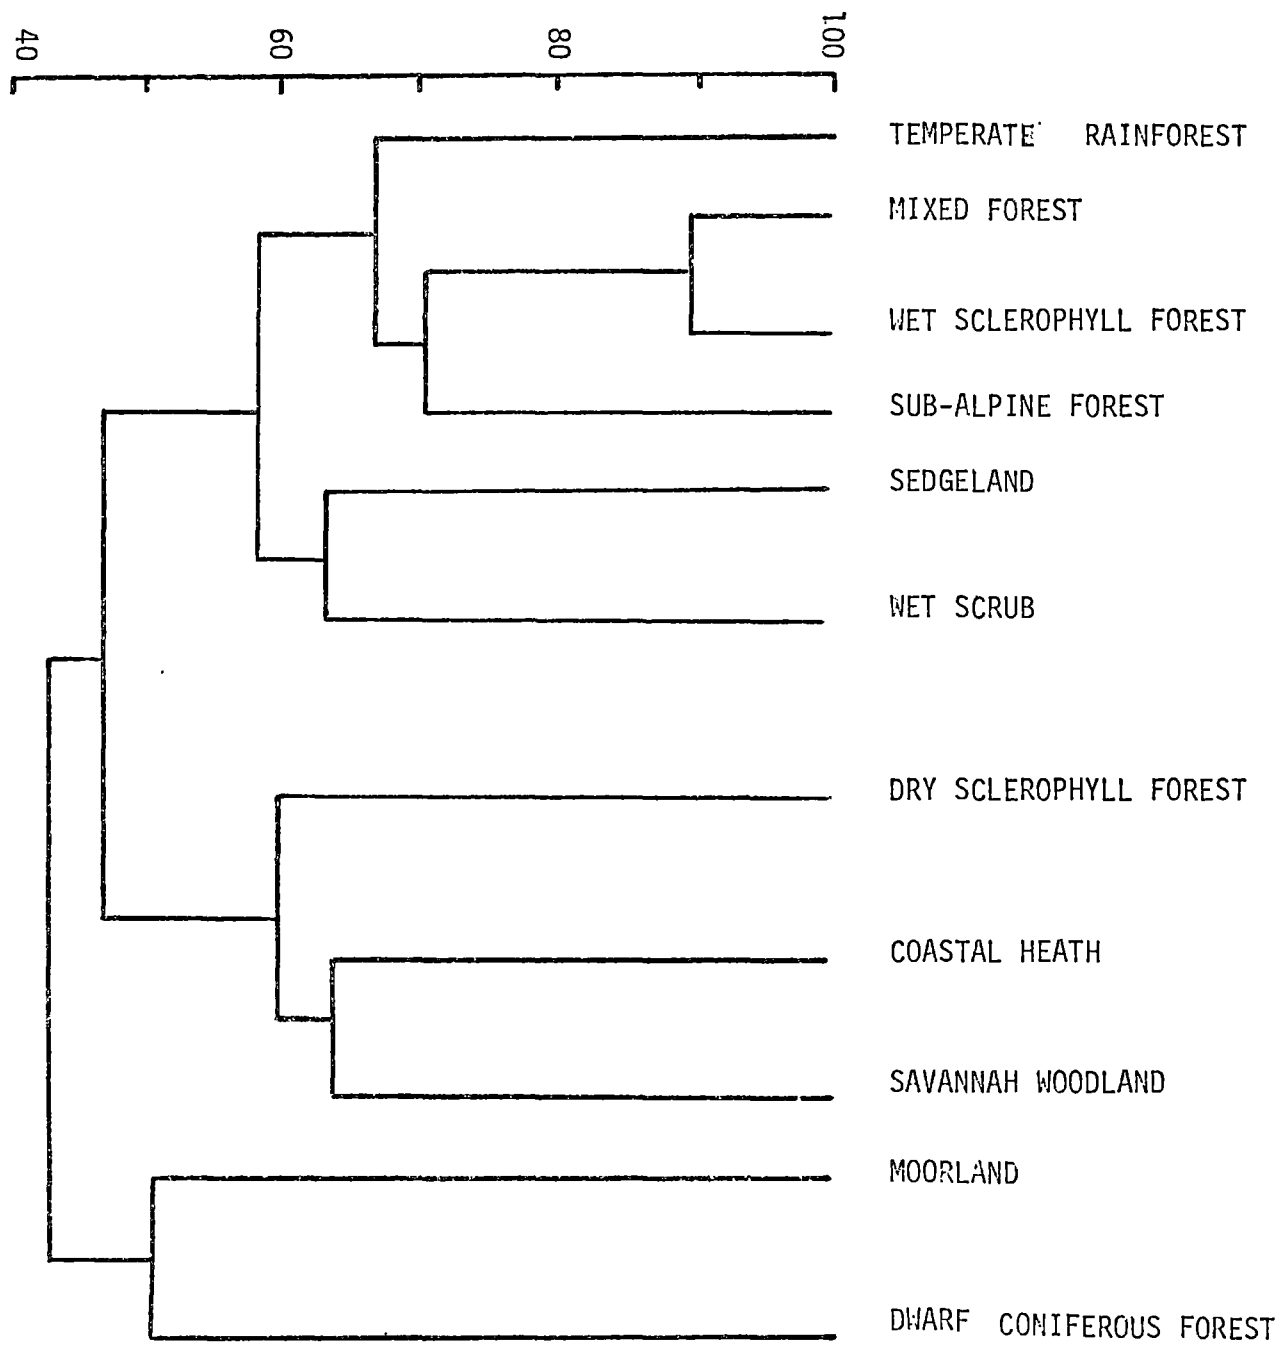 40 60 80 100
TEMPERATE RAINFOREST
MIXED FOREST
WET SCLEROPHYLL FOREST
SUB-ALPINE FOREST
SEDGELAND
WET SCRUB
DRY SCLEROPHYLL FOREST
COASTAL HEATH
SAVANNAH WOODLAND
MOORLAND
DWARF CONIFEROUS FOREST